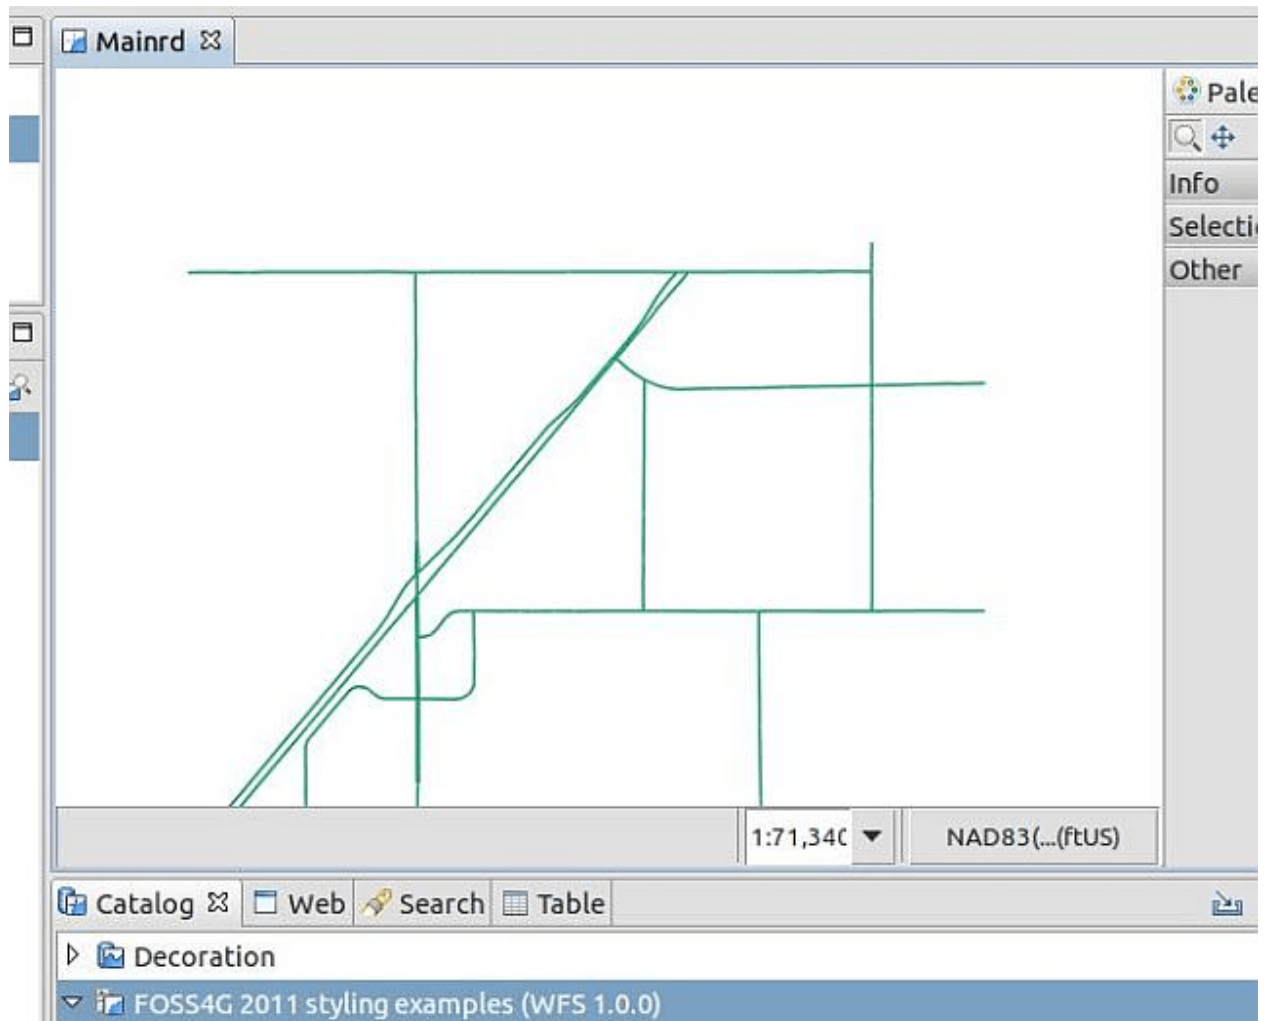 Mainrd
Pale
Info
Selecti
Other
1:71,340 NAD83(...(ftUS)
Catalog Web Search Table
Decoration
FOSS4G 2011 styling examples (WFS 1.0.0)